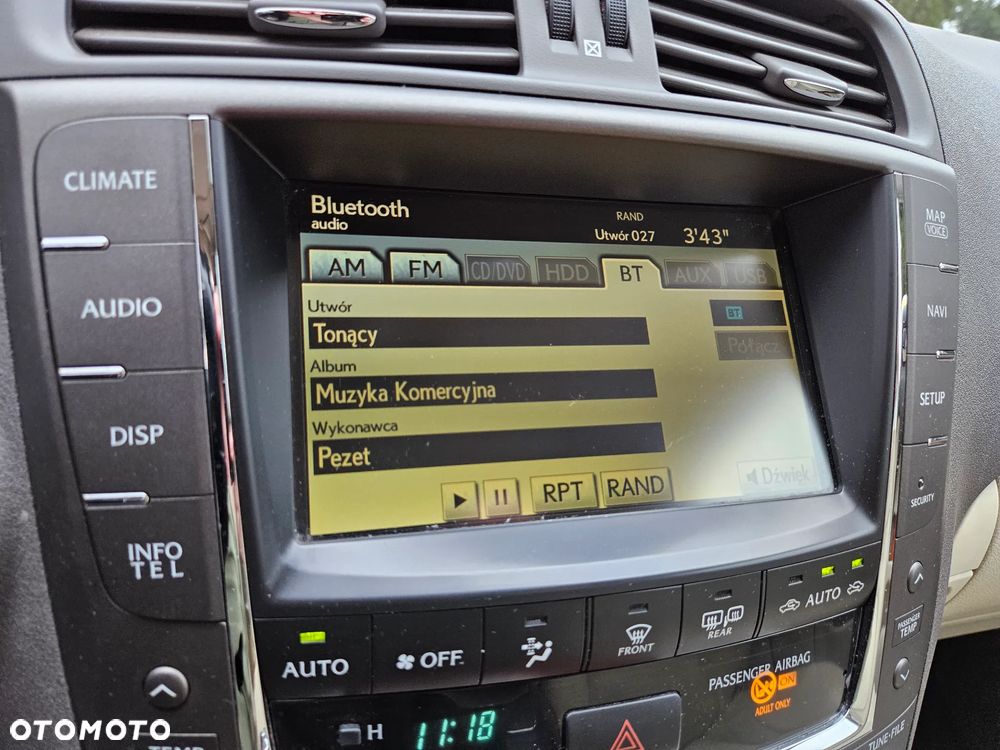 CLIMATE
AUDIO
DISP
INFO
TEL
Bluetooth
audio
RAND
Utwór 027 3'43"
AM FM CD/DVD HDD BT AUX USB
Utwór
Tonący
BT
Połącz
Album
Muzyka Komercyjna
Wykonawca
Pęzet
RPT RAND
Dźwięk
MAP
VOICE
NAVI
SETUP
SECURITY
PASSENGER
TEMP
AUTO
OFF
FRONT
REAR
AUTO
PASSENGER AIRBAG
ON
ADULT ONLY
H 11:18
TEMP
TUNE·FILE
OTOMOTO